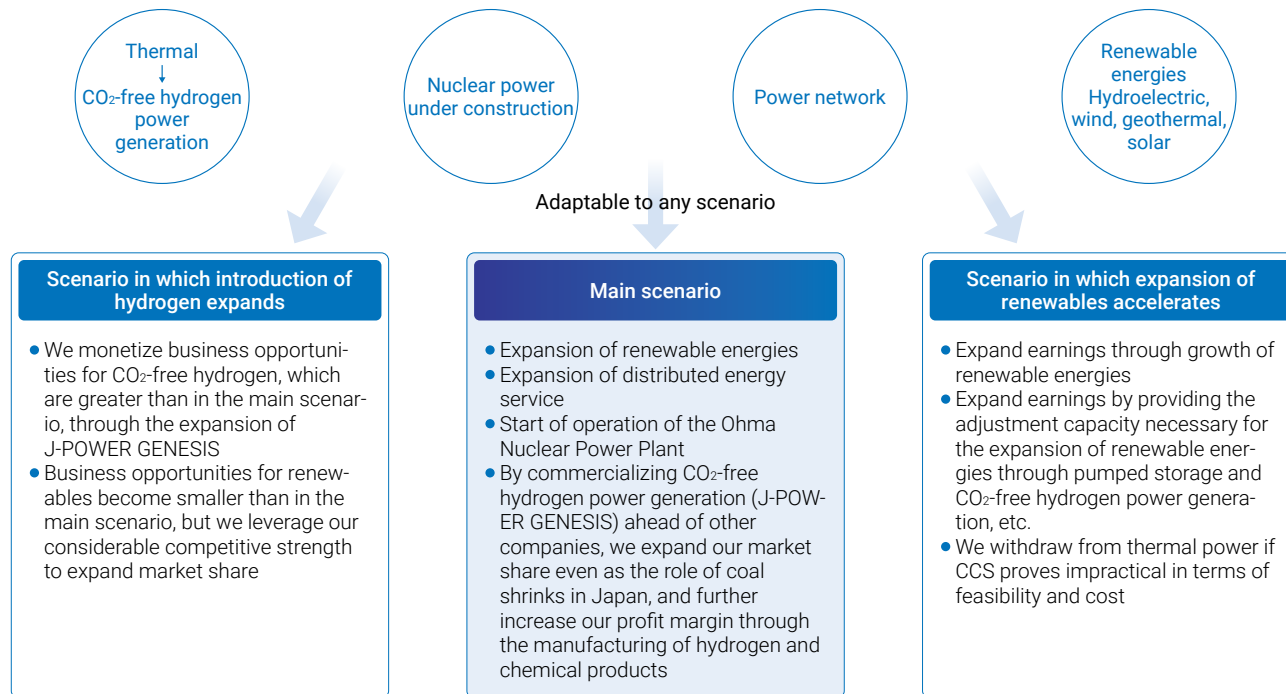 Thermal
↓
CO₂-free hydrogen
power
generation
Nuclear power
under construction
Power network
Renewable
energies
Hydroelectric,
wind, geothermal,
solar
Adaptable to any scenario
Scenario in which introduction of
hydrogen expands
• We monetize business opportuni-
ties for CO₂-free hydrogen, which
are greater than in the main scenar-
io, through the expansion of
J-POWER GENESIS
• Business opportunities for renew-
ables become smaller than in the
main scenario, but we leverage our
considerable competitive strength
to expand market share
Main scenario
• Expansion of renewable energies
• Expansion of distributed energy
service
• Start of operation of the Ohma
Nuclear Power Plant
• By commercializing CO₂-free
hydrogen power generation (J-POW-
ER GENESIS) ahead of other
companies, we expand our market
share even as the role of coal
shrinks in Japan, and further
increase our profit margin through
the manufacturing of hydrogen and
chemical products
Scenario in which expansion of
renewables accelerates
• Expand earnings through growth of
renewable energies
• Expand earnings by providing the
adjustment capacity necessary for
the expansion of renewable ener-
gies through pumped storage and
CO₂-free hydrogen power genera-
tion, etc.
• We withdraw from thermal power if
CCS proves impractical in terms of
feasibility and cost